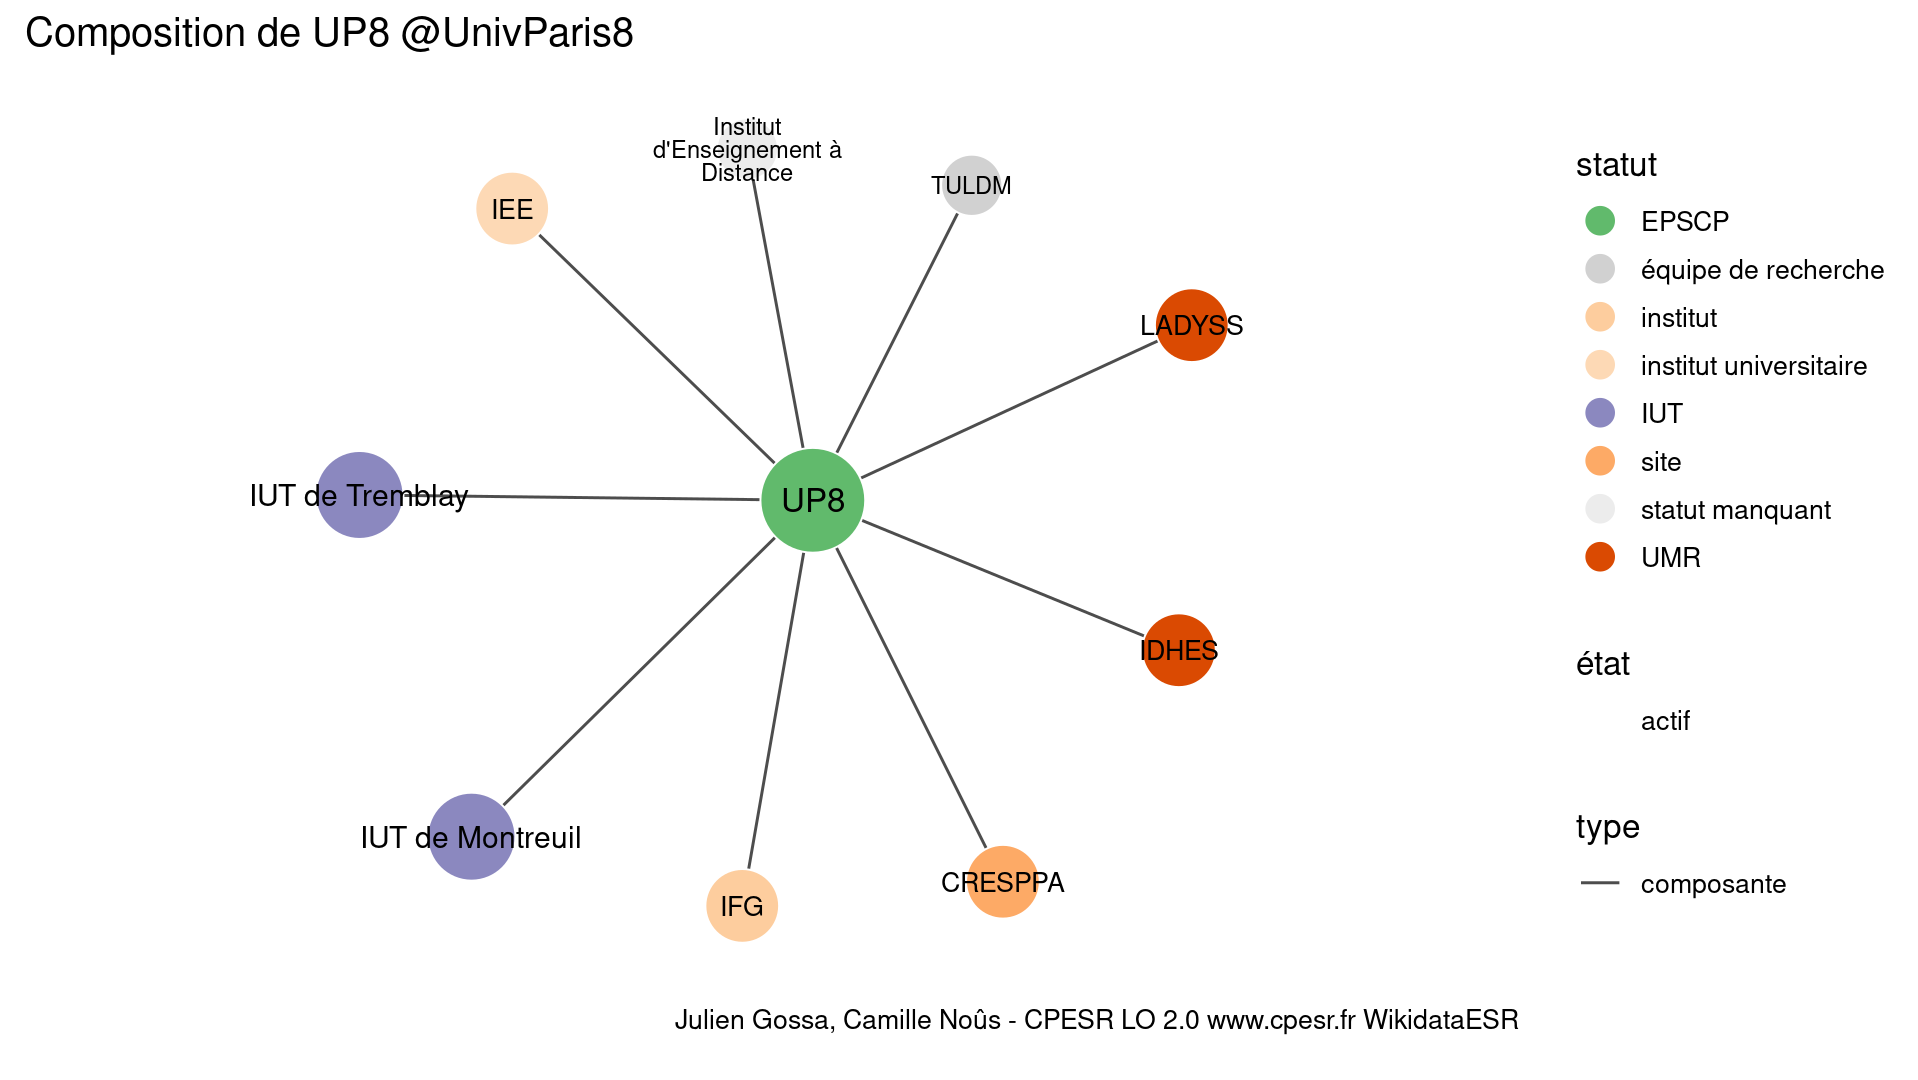 Composition de UP8 @UnivParis8
Institut
d'Enseignement à
Distance
TULDM
IEE
LADYSS
IUT de Tremblay
UP8
IDHES
IUT de Montreuil
CRESPPA
IFG
statut
EPSCP
équipe de recherche
institut
institut universitaire
IUT
site
statut manquant
UMR
état
actif
type
composante
Julien Gossa, Camille Noûs - CPESR LO 2.0 www.cpesr.fr WikidataESR